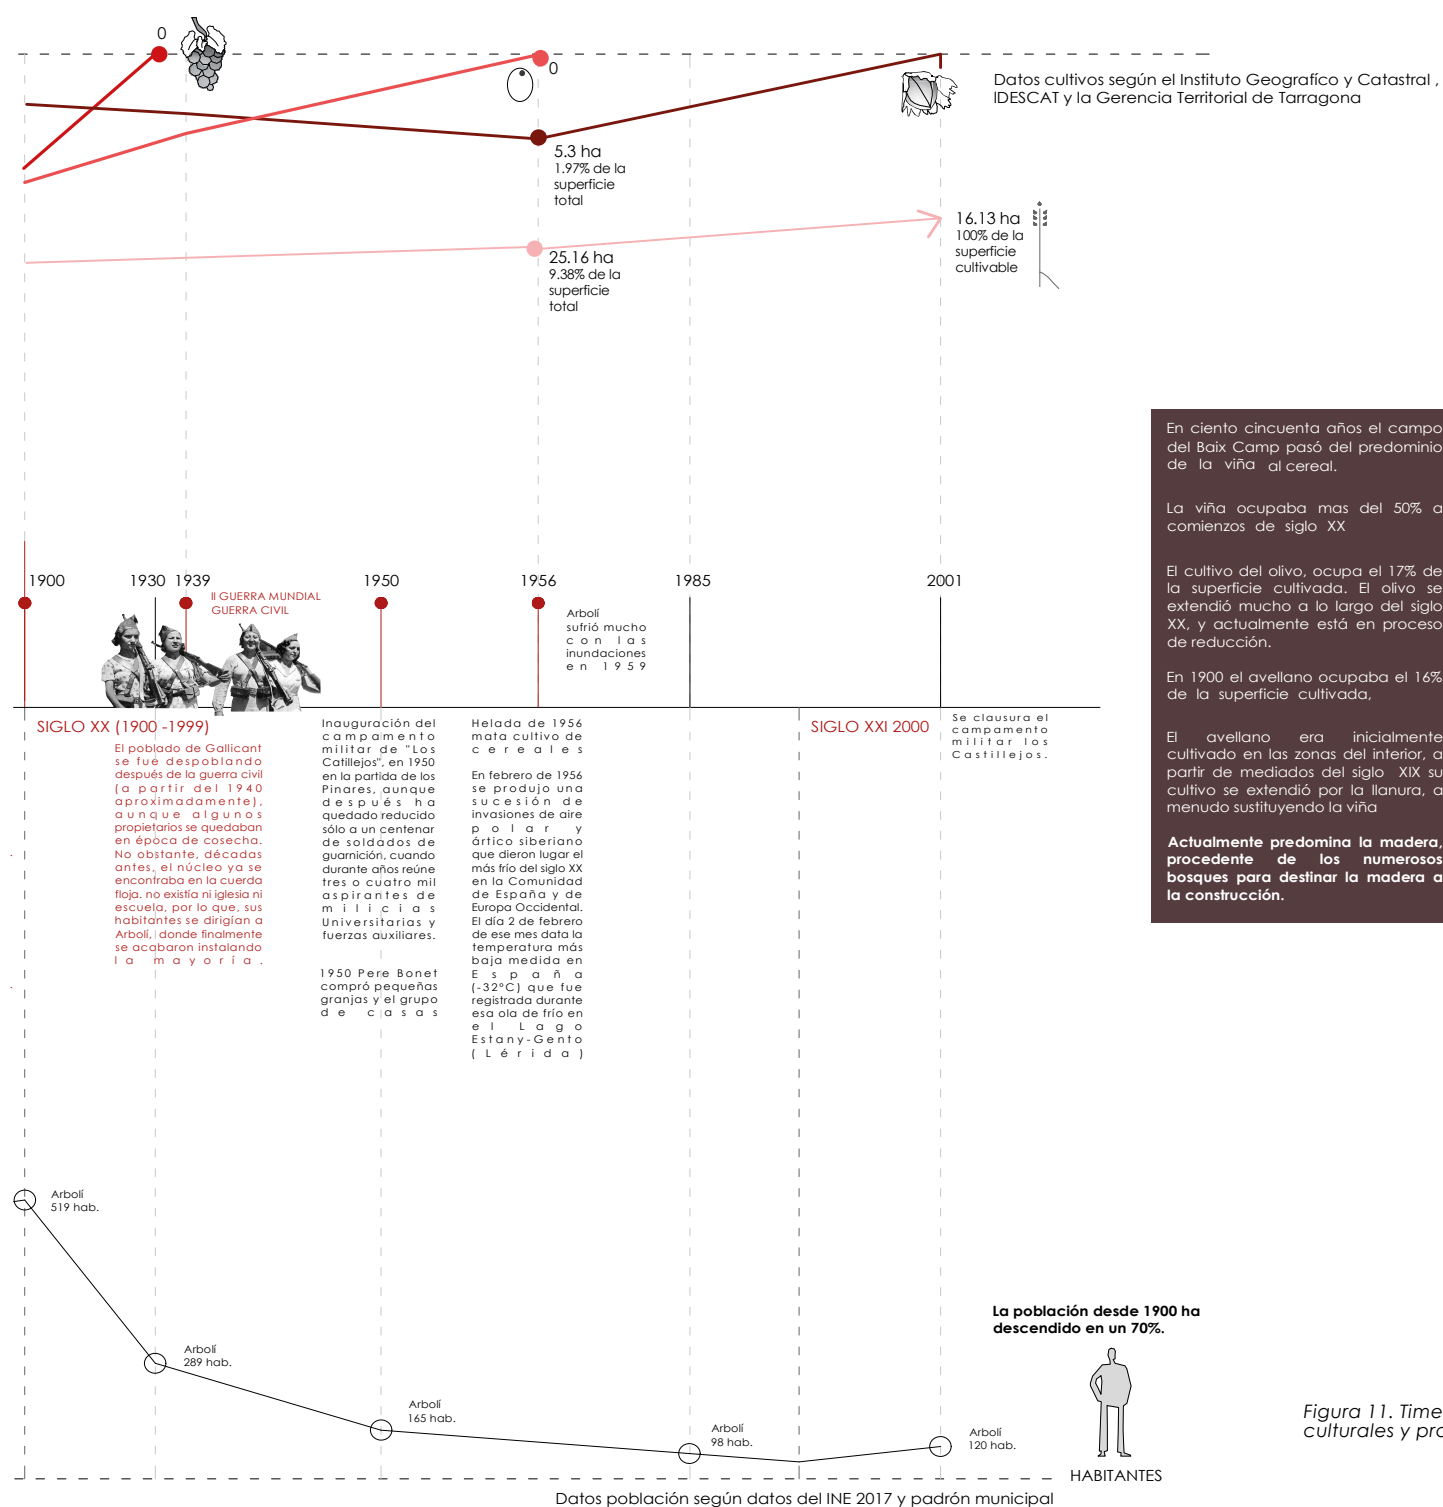 0
0
Datos cultivos según el Instituto Geografíco y Catastral ,
IDESCAT y la Gerencia Territorial de Tarragona
5.3 ha
1.97% de la
superficie
total
16.13 ha
100% de la
superficie
cultivable
25.16 ha
9.38% de la
superficie
total
En ciento cincuenta años el campo
del Baix Camp pasó del predominio
de la viña al cereal.
La viña ocupaba mas del 50% a
comienzos de siglo XX
El cultivo del olivo, ocupa el 17% de
la superficie cultivada. El olivo se
extendió mucho a lo largo del siglo
XX, y actualmente está en proceso
de reducción.
En 1900 el avellano ocupaba el 16%
de la superficie cultivada,
El avellano era inicialmente
cultivado en las zonas del interior, a
partir de mediados del siglo XIX su
cultivo se extendió por la llanura, a
menudo sustituyendo la viña
Actualmente predomina la madera,
procedente de los numerosos
bosques para destinar la madera a
la construcción.
1900
1930
1939
1950
1956
1985
2001
II GUERRA MUNDIAL
GUERRA CIVIL
Arbolí
sufrió mucho
con las
inundaciones
en 1959
SIGLO XX (1900 -1999)
El poblado de Gallicant
se fue despoblando
después de la guerra civil
(a partir del 1940
aproximadamente),
aunque algunos
propietarios se quedaban
en época de cosecha.
No obstante, décadas
antes, el núcleo ya se
encontraba en la cuerda
floja. no existía ni iglesia ni
escuela, por lo que, sus
habitantes se dirigían a
Arbolí, donde finalmente
se acabaron instalando
la mayoría.
Inauguración del
campamento
militar de "Los
Catillejos", en 1950
en la partida de los
Pinares, aunque
después ha
quedado reducido
sólo a un centenar
de soldados de
guarnición, cuando
durante años reúne
tres o cuatro mil
aspirantes de
milicias
Universitarias y
fuerzas auxiliares.
1950 Pere Bonet
compró pequeñas
granjas y el grupo
de casas
Helada de 1956
mata cultivo de
cereales
En febrero de 1956
se produjo una
sucesión de
invasiones de aire
polar y
ártico siberiano
que dieron lugar el
más frío del siglo XX
en la Comunidad
de España y de
Europa Occidental.
El día 2 de febrero
de ese mes data la
temperatura más
baja medida en
España
(-32ºC) que fue
registrada durante
esa ola de frío en
el Lago
Estany-Gento
(Lérida)
SIGLO XXI 2000
Se clausura el
campamento
militar los
Castillejos.
Arbolí
519 hab.
Arbolí
289 hab.
Arbolí
165 hab.
Arbolí
98 hab.
Arbolí
120 hab.
La población desde 1900 ha
descendido en un 70%.
HABITANTES
Figura 11. Time
culturales y pro
Datos población según datos del INE 2017 y padrón municipal